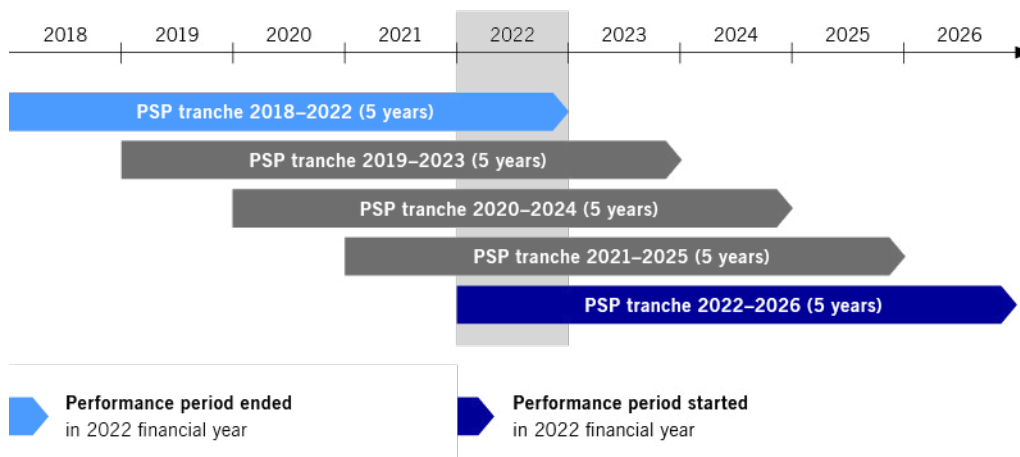 2018 2019 2020 2021 2022 2023 2024 2025 2026
PSP tranche 2018–2022 (5 years)
PSP tranche 2019–2023 (5 years)
PSP tranche 2020–2024 (5 years)
PSP tranche 2021–2025 (5 years)
PSP tranche 2022–2026 (5 years)
Performance period ended
in 2022 financial year
Performance period started
in 2022 financial year